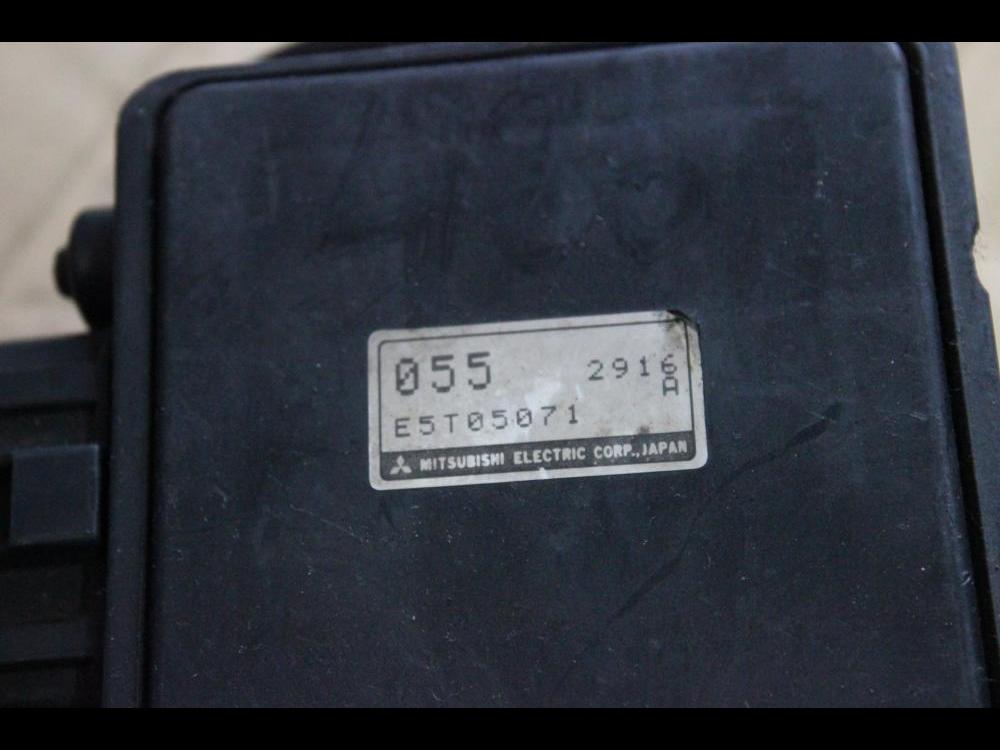 055 2916
A
E5T05071
MITSUBISHI ELECTRIC CORP., JAPAN